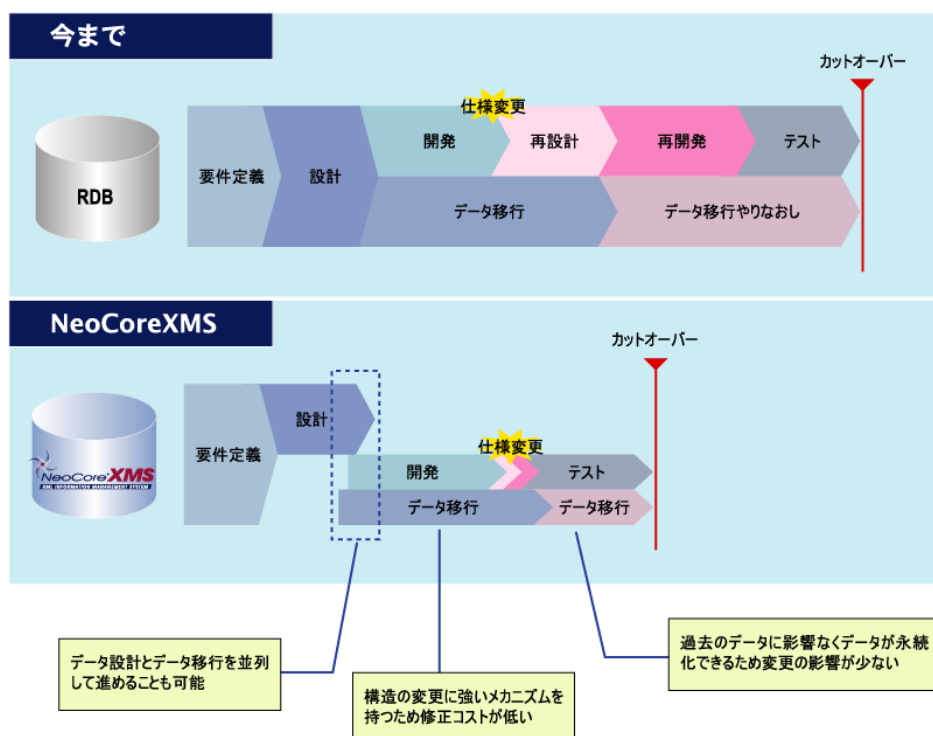 今まで
カットオーバー
仕様変更
開発
再設計
再開発
テスト
RDB
要件定義
設計
データ移行
データ移行やりなおし
NeoCoreXMS
カットオーバー
設計
仕様変更
要件定義
開発
テスト
NeoCore XMS
XML INFORMATION MANAGEMENT SYSTEM
データ移行
データ移行
データ設計とデータ移行を並列
して進めることも可能
構造の変更に強いメカニズムを
持つため修正コストが低い
過去のデータに影響なくデータが永続
化できるため変更の影響が少ない